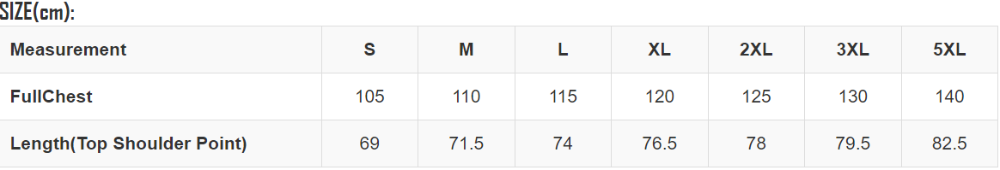 SIZE(cm):
Measurement S M L XL 2XL 3XL 5XL
FullChest 105 110 115 120 125 130 140
Length(Top Shoulder Point) 69 71.5 74 76.5 78 79.5 82.5